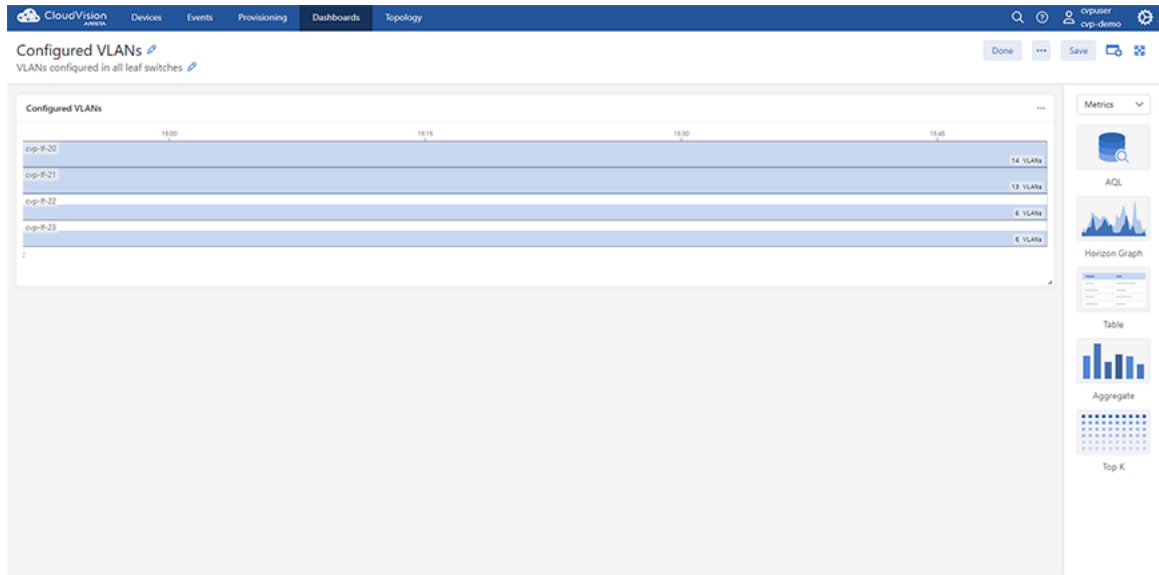 CloudVision
ARISTA
Devices
Events
Provisioning
Dashboards
Topology
cvpuser
cvp-demo
Configured VLANs
VLANs configured in all leaf switches
Done
...
Save
Configured VLANs
...
Metrics
15:00
15:15
15:30
15:45
cvp-lf-20
14 VLANs
cvp-lf-21
13 VLANs
cvp-lf-22
6 VLANs
cvp-lf-23
6 VLANs
:
AQL
Horizon Graph
Table
Aggregate
Top K